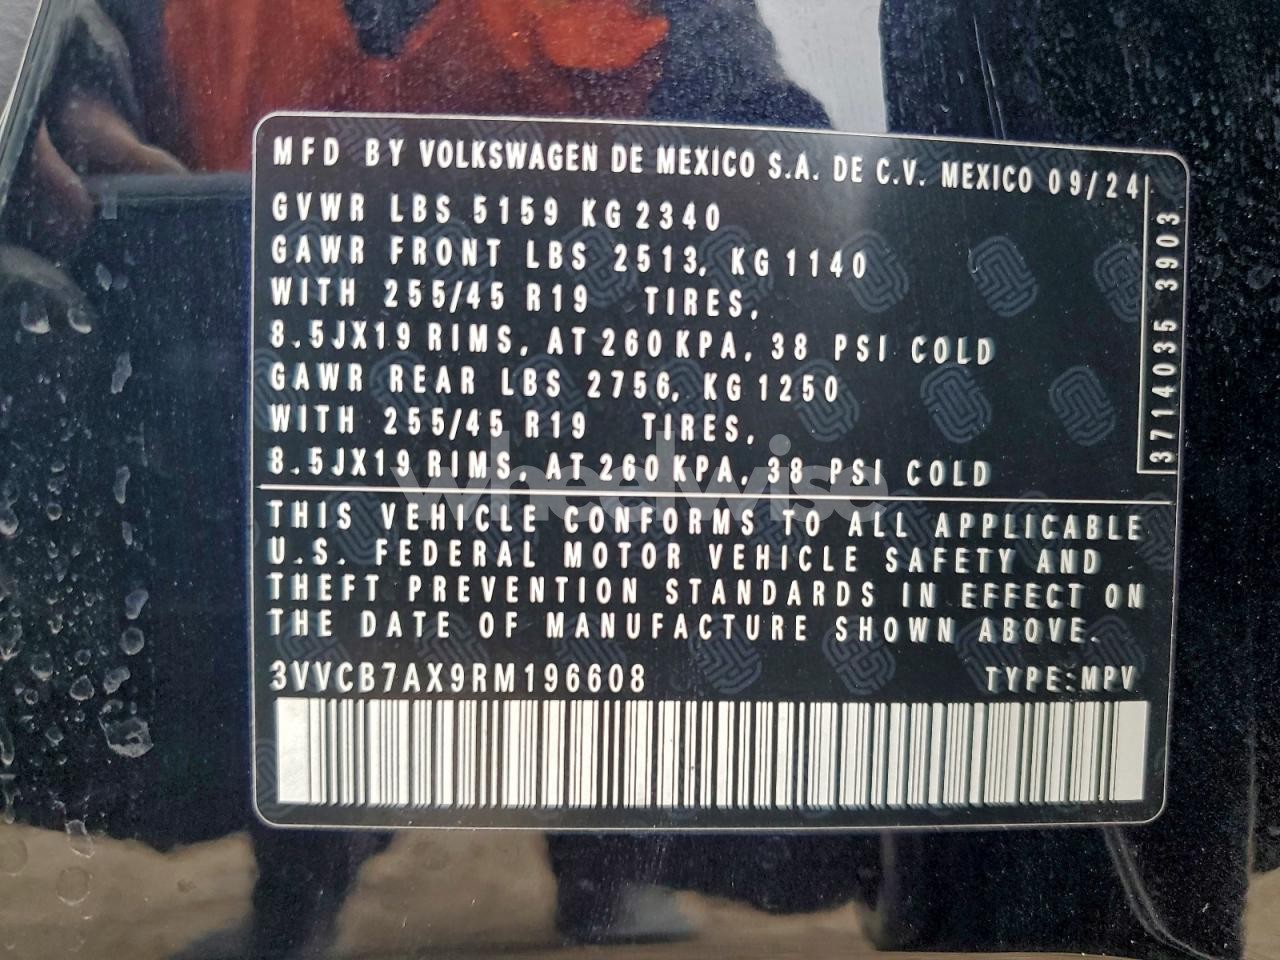 MFD BY VOLKSWAGEN DE MEXICO S.A. DE C.V. MEXICO 09/24
GVWR LBS 5159 KG 2340
GAWR FRONT LBS 2513, KG 1140
WITH 255/45 R19 TIRES,
8.5JX19 RIMS, AT 260 KPA, 38 PSI COLD
GAWR REAR LBS 2756, KG 1250
WITH 255/45 R19 TIRES,
8.5JX19 RIMS, AT 260 KPA, 38 PSI COLD
3714035 3903
wheelwise
THIS VEHICLE CONFORMS TO ALL APPLICABLE
U.S. FEDERAL MOTOR VEHICLE SAFETY AND
THEFT PREVENTION STANDARDS IN EFFECT ON
THE DATE OF MANUFACTURE SHOWN ABOVE.
3VVCB7AX9RM196608 TYPE:MPV